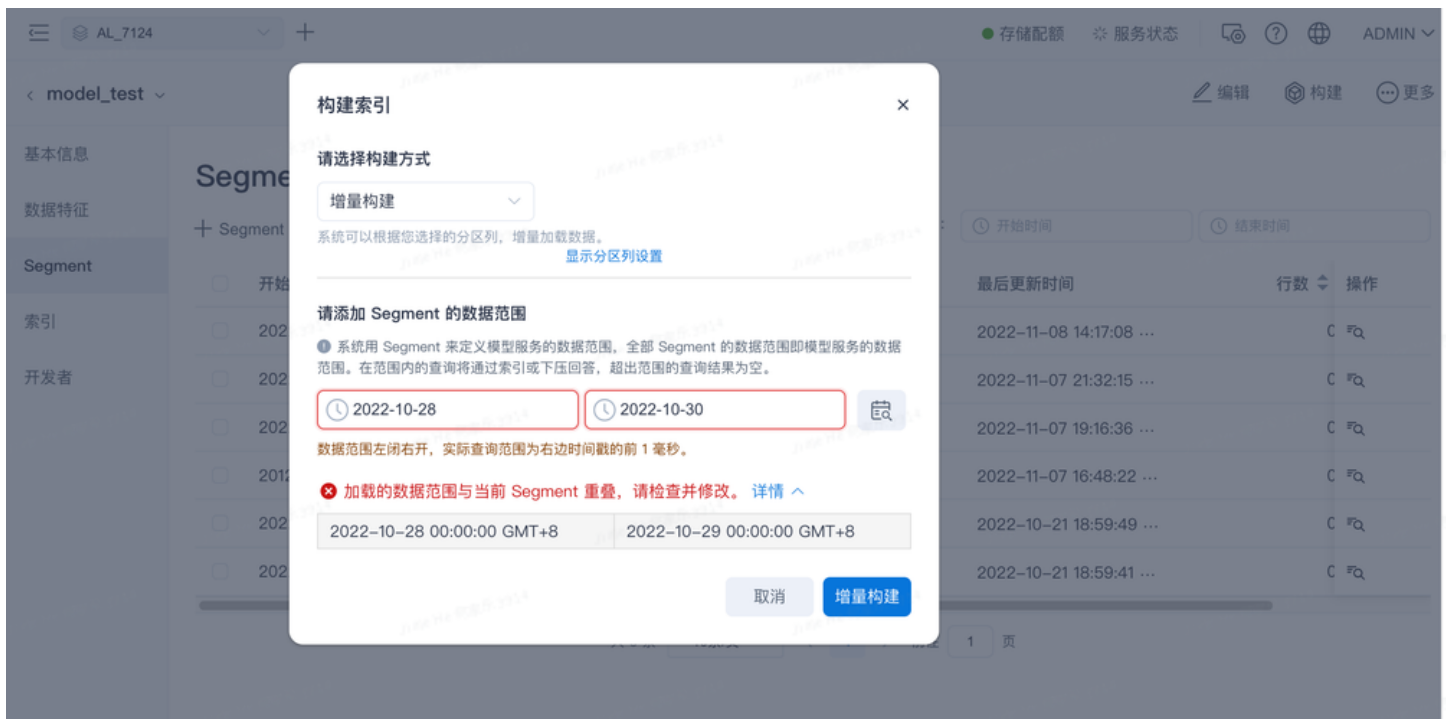 AL_7124
存储配额
服务状态
ADMIN
model_test
编辑
构建
更多
基本信息
数据特征
Segment
索引
开发者
Segme
Segment
开始时间
结束时间
开始
最后更新时间
行数
操作
202
2022-11-08 14:17:08 ...
202
2022-11-07 21:32:15 ...
202
2022-11-07 19:16:36 ...
2012
2022-11-07 16:48:22 ...
202
2022-10-21 18:59:49 ...
202
2022-10-21 18:59:41 ...
1 页
构建索引
请选择构建方式
增量构建
系统可以根据您选择的分区列，增量加载数据。
显示分区列设置
请添加 Segment 的数据范围
系统用 Segment 来定义模型服务的数据范围，全部 Segment 的数据范围即模型服务的数据
范围。在范围内的查询将通过索引或下压回答，超出范围的查询结果为空。
2022-10-28
2022-10-30
数据范围左闭右开，实际查询范围为右边时间戳的前 1 毫秒。
加载的数据范围与当前 Segment 重叠，请检查并修改。 详情
2022-10-28 00:00:00 GMT+8
2022-10-29 00:00:00 GMT+8
取消
增量构建